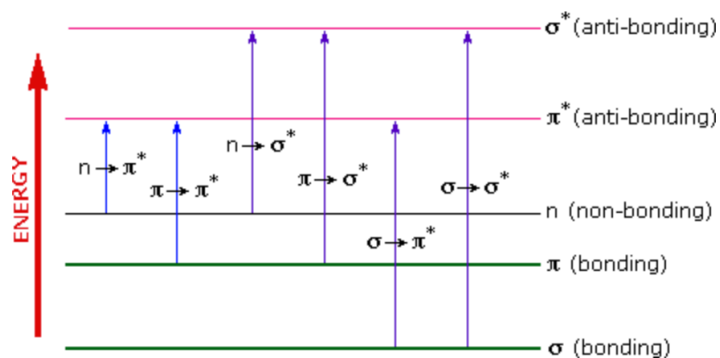 σ* (anti-bonding)
π* (anti-bonding)
n→σ*
n→π*
π→π*
π→σ*
σ→σ*
n (non-bonding)
σ→π*
π (bonding)
σ (bonding)
ENERGY